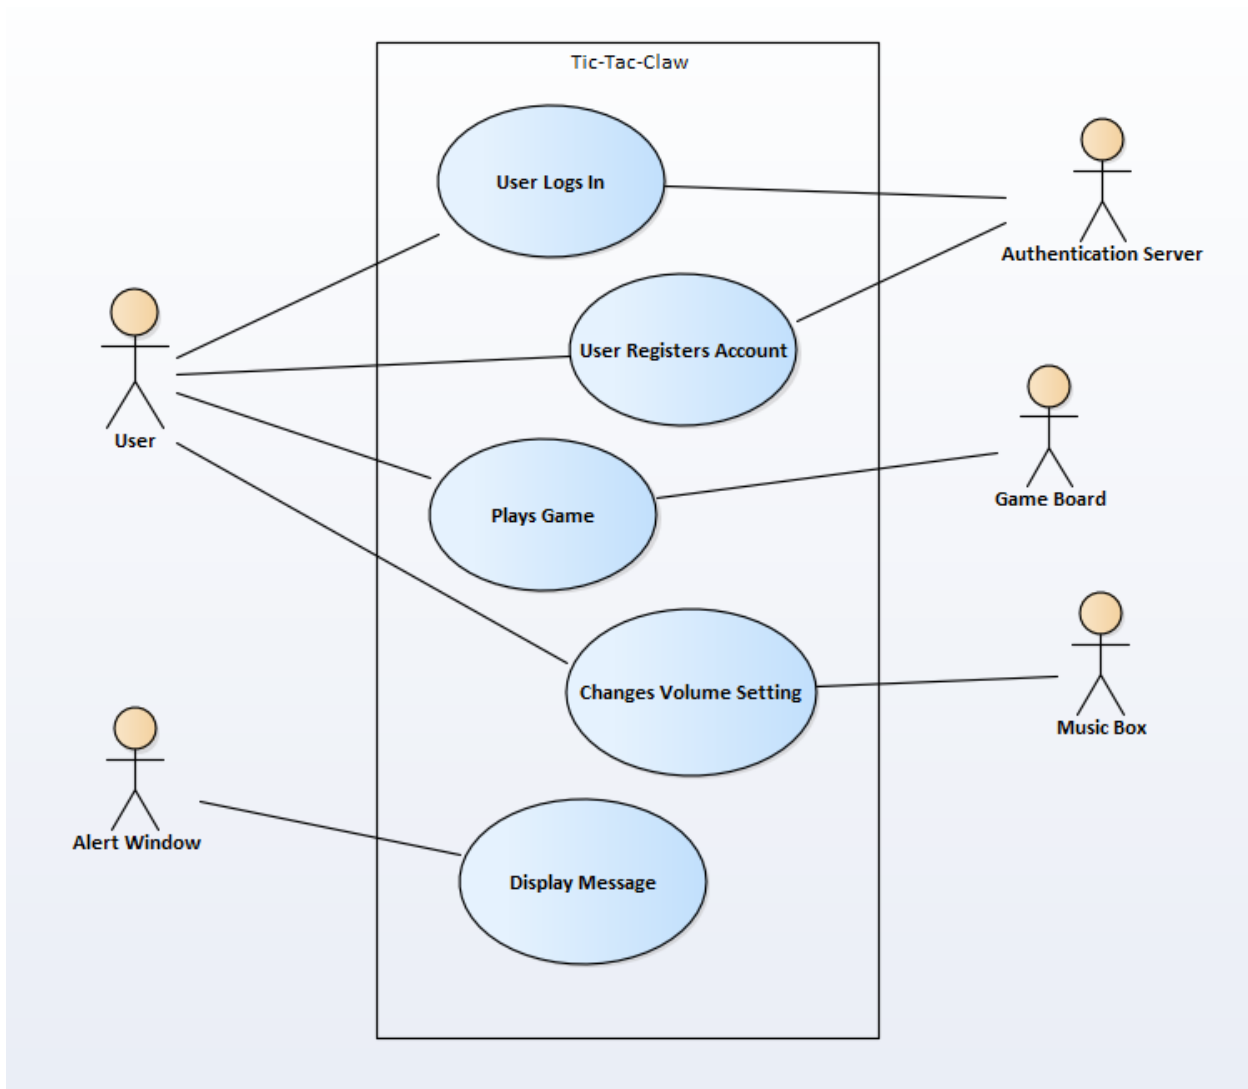 Tic-Tac-Claw
User Logs In
Authentication Server
User Registers Account
User
Game Board
Plays Game
Changes Volume Setting
Music Box
Alert Window
Display Message